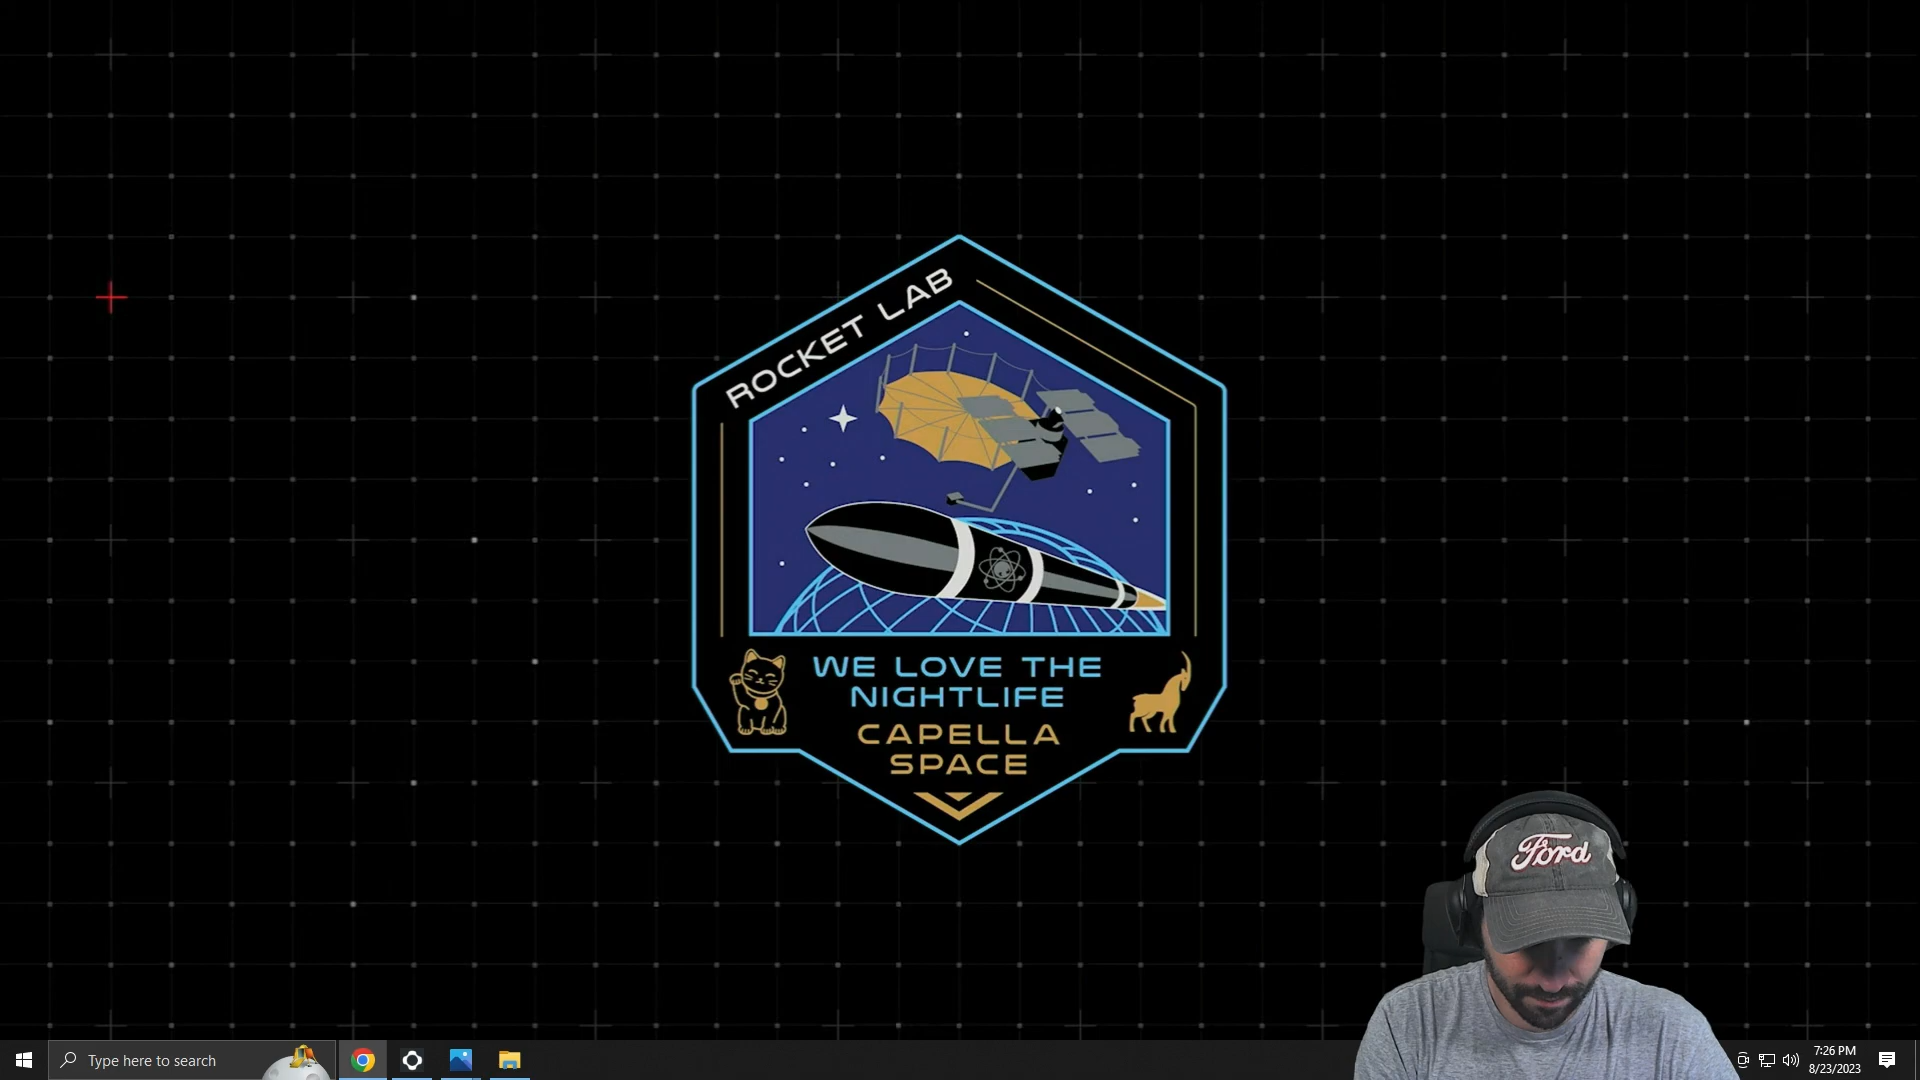 ROCKET LAB
WE LOVE THE
NIGHTLIFE
CAPELLA
SPACE
Ford
Type here to search
7:26 PM
8/23/2023